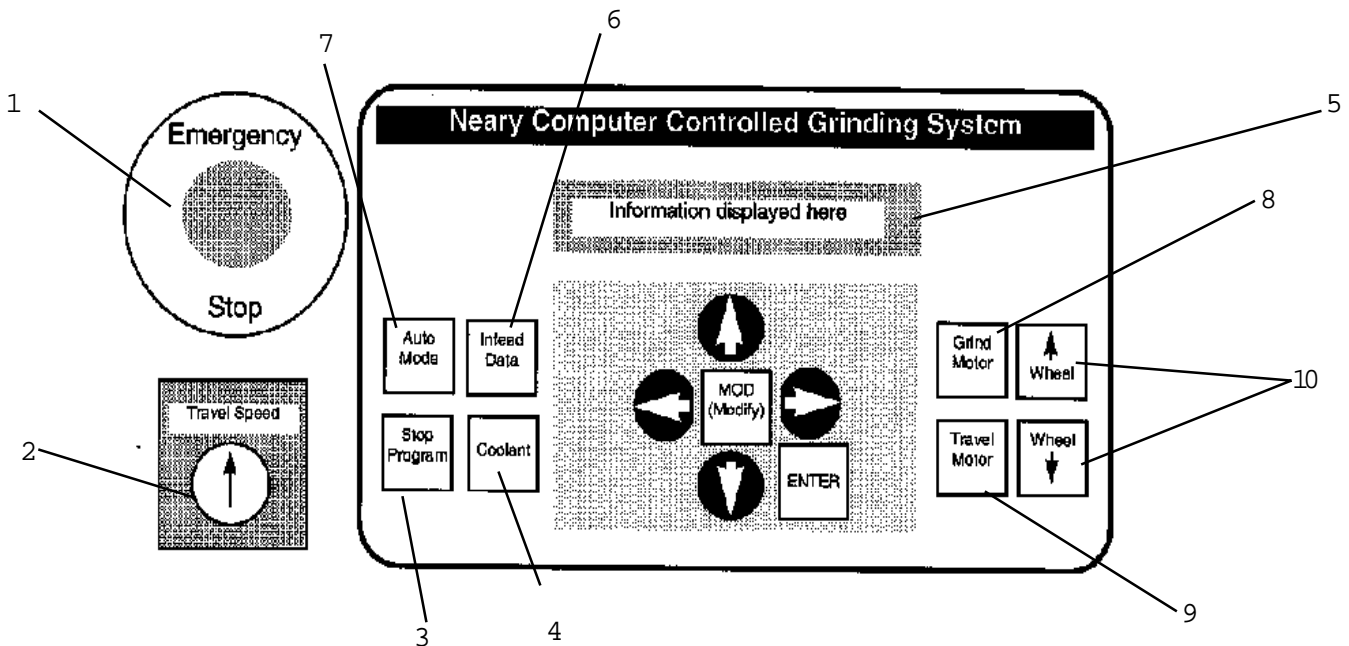 6
7
1
5
8
Emergency
Stop
Neary Computer Controlled Grinding System
Information displayed here
Auto
Mode
Infeed
Data
Grind
Motor
Wheel
10
MOD
(Modify)
Travel Speed
2
Stop
Program
Coolant
ENTER
Travel
Motor
Wheel
3
4
9